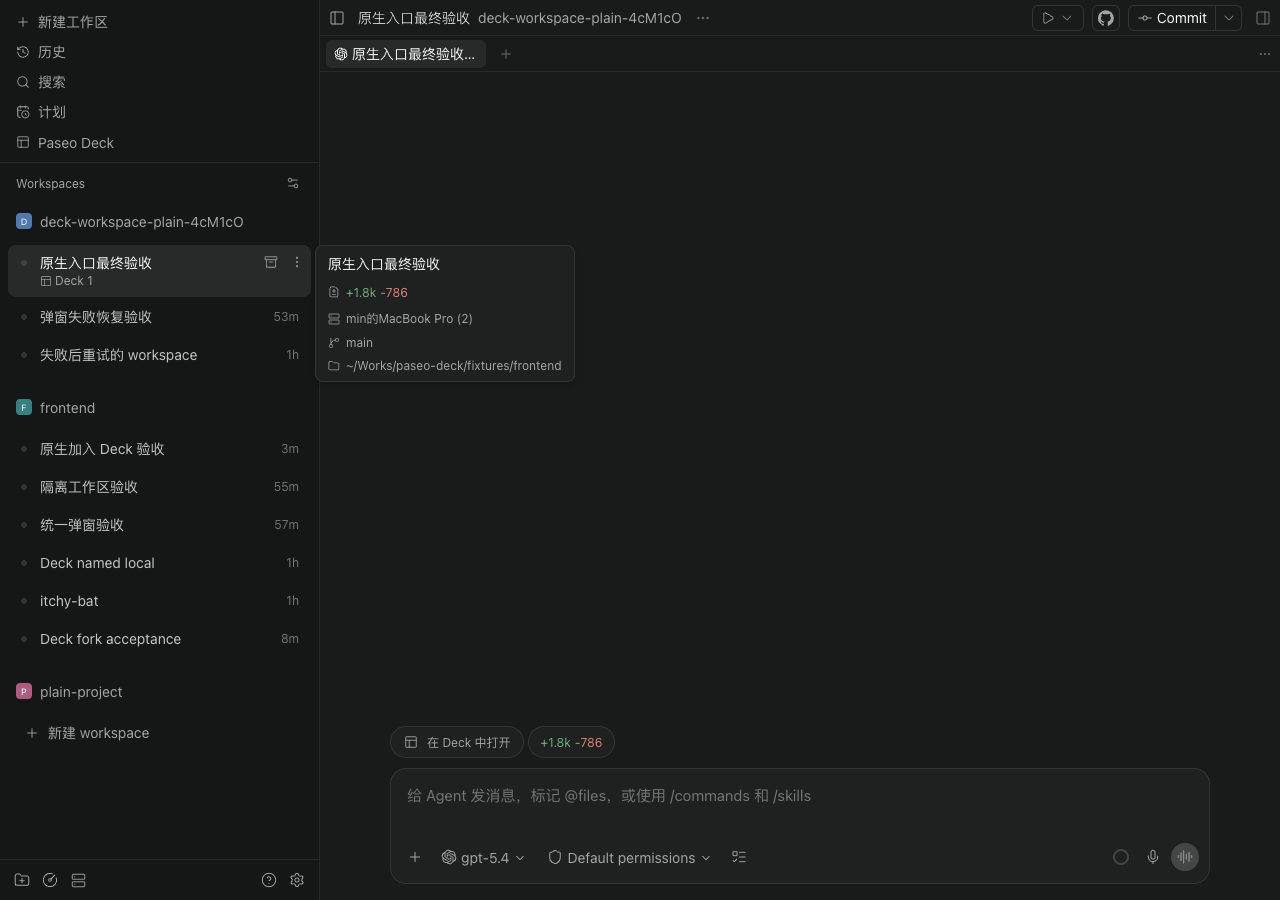 新建工作区
历史
搜索
计划
Paseo Deck
Workspaces
D deck-workspace-plain-4cM1cO
原生入口最终验收
Deck 1
弹窗失败恢复验收 53m
失败后重试的 workspace 1h
F frontend
原生加入 Deck 验收 3m
隔离工作区验收 55m
统一弹窗验收 57m
Deck named local 1h
itchy-bat 1h
Deck fork acceptance 8m
P plain-project
新建 workspace
原生入口最终验收 deck-workspace-plain-4cM1cO
Commit
原生入口最终验收...
原生入口最终验收
+1.8k -786
min的MacBook Pro (2)
main
~/Works/paseo-deck/fixtures/frontend
在 Deck 中打开 +1.8k -786
给 Agent 发消息，标记 @files，或使用 /commands 和 /skills
gpt-5.4 Default permissions